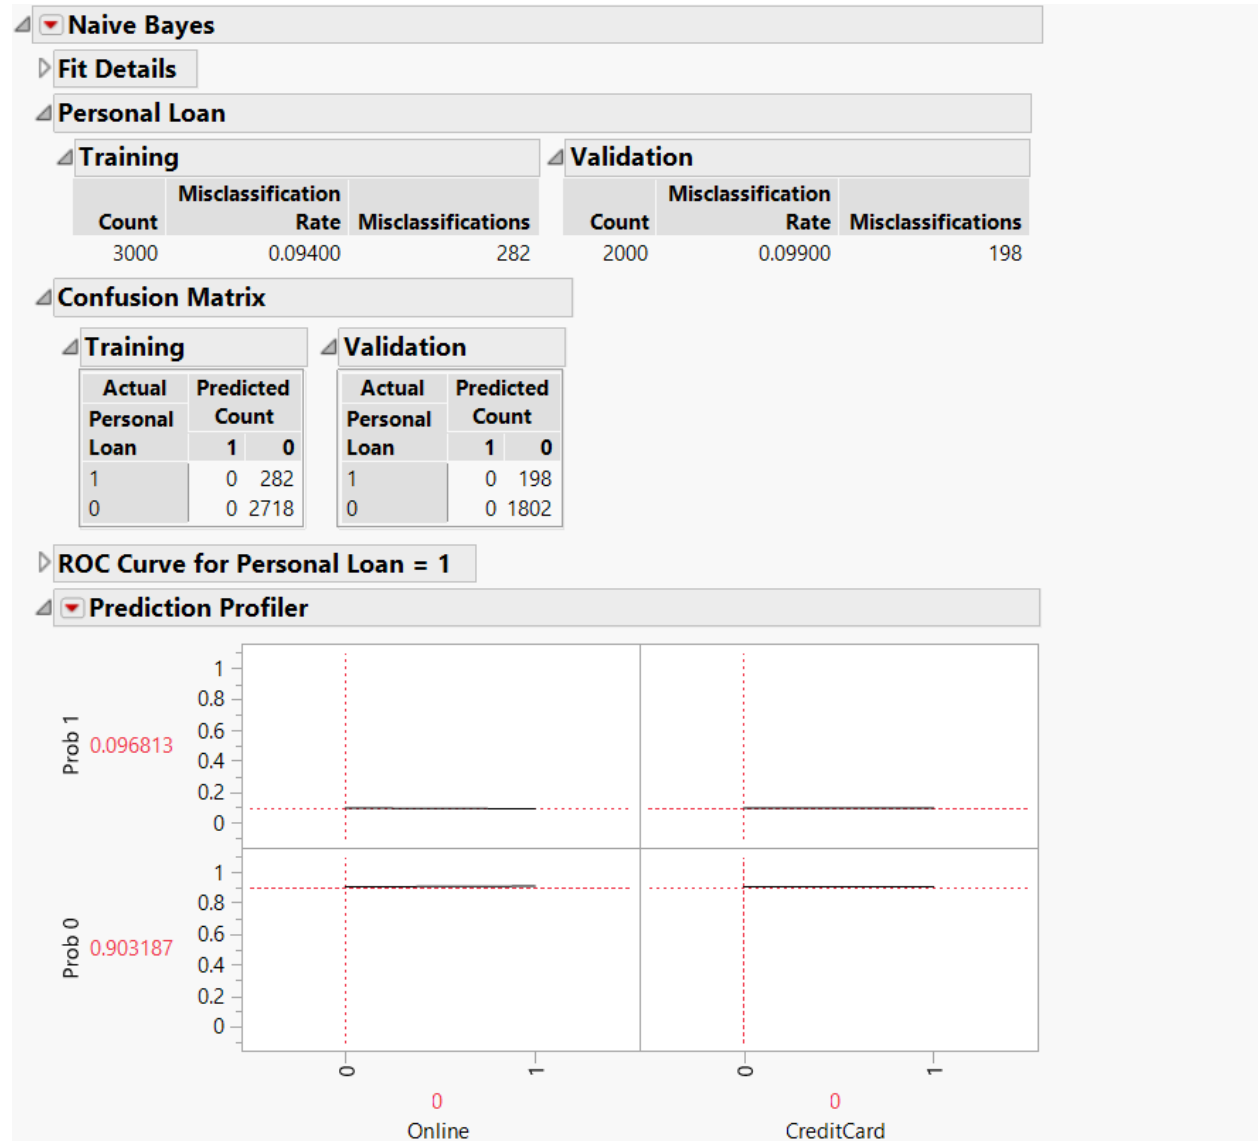 Naive Bayes
Fit Details
Personal Loan
Training Validation
Misclassification Misclassification
Count Rate Misclassifications Count Rate Misclassifications
3000 0.09400 282 2000 0.09900 198
Confusion Matrix
Training Validation
Actual Predicted Actual Predicted
Personal Count Personal Count
Loan 1 0 Loan 1 0
1 0 282 1 0 198
0 0 2718 0 0 1802
ROC Curve for Personal Loan = 1
Prediction Profiler
Prob 1
0.096813
1
0.8
0.6
0.4
0.2
0
Prob 0
0.903187
1
0.8
0.6
0.4
0.2
0
0 1 0 1
0 0
Online CreditCard